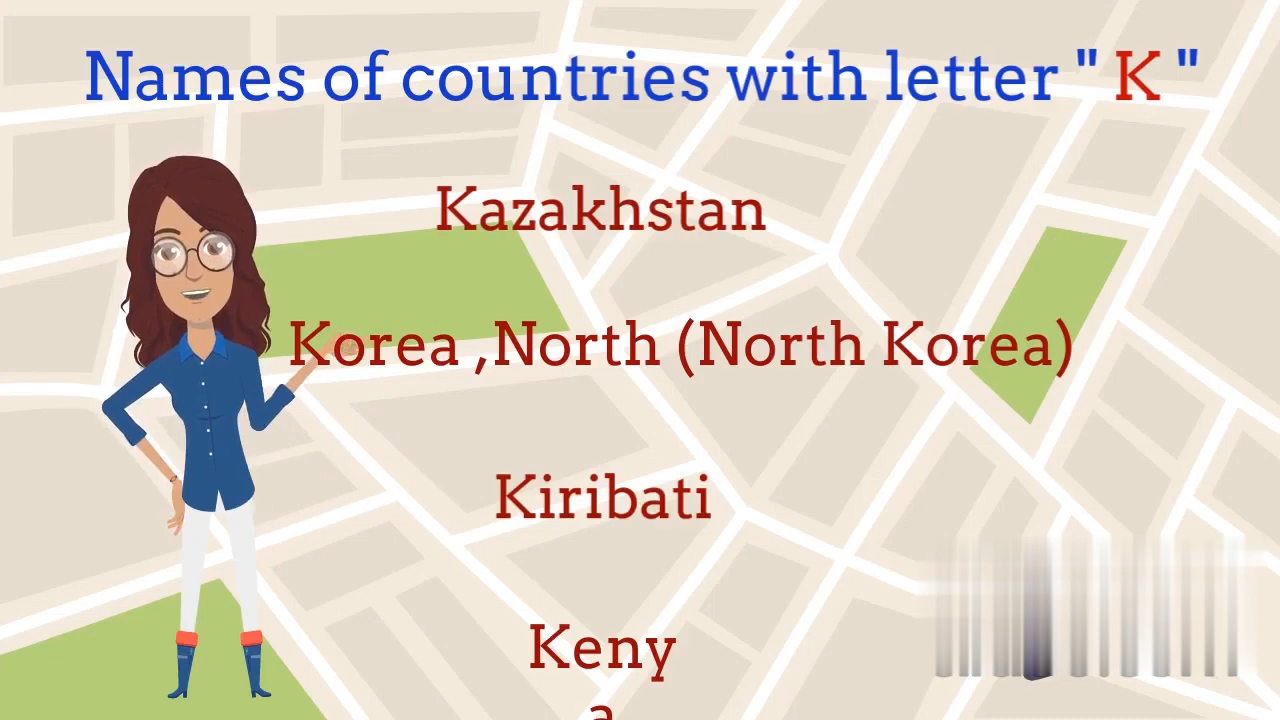 Names of countries with letter " K "
Kazakhstan
Korea ,North (North Korea)
Kiribati
Keny
a